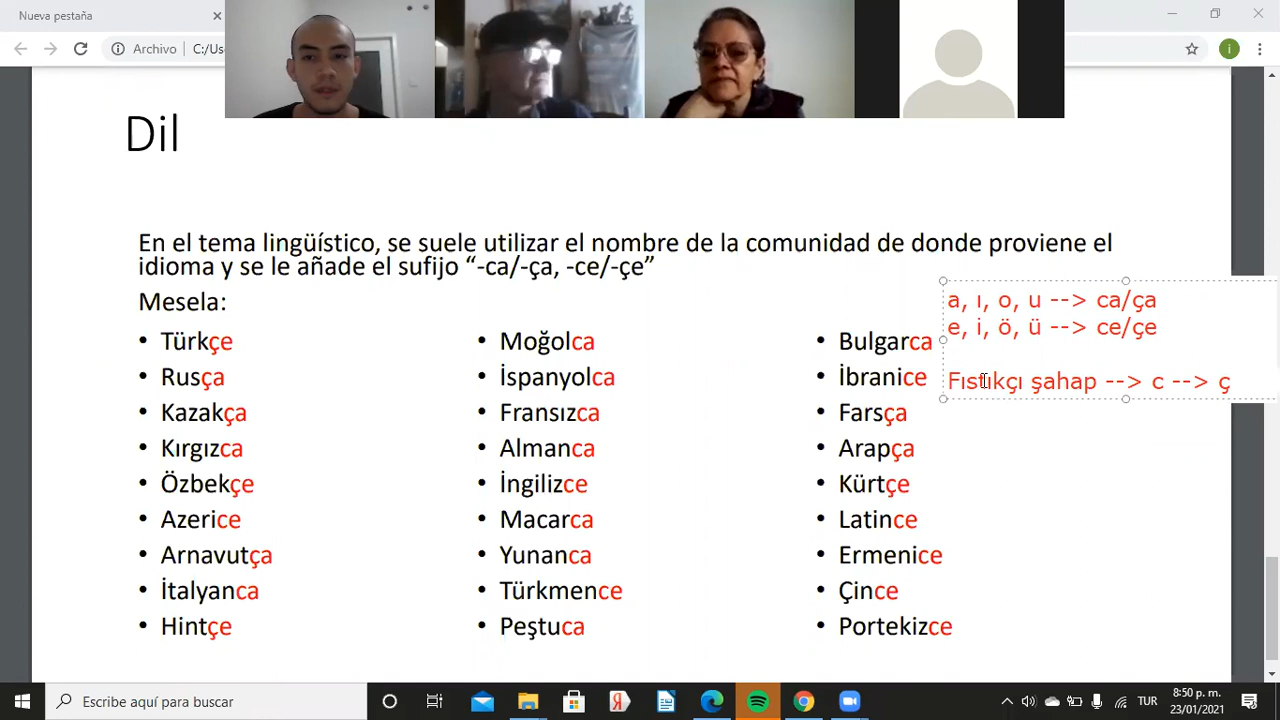 Nueva pestaña
Archivo C:/Us
i
Dil
En el tema lingüístico, se suele utilizar el nombre de la comunidad de donde proviene el
idioma y se le añade el sufijo “-ca/-ça, -ce/-çe”
Mesela:
• Türkçe
• Rusça
• Kazakça
• Kırgızca
• Özbekçe
• Azerice
• Arnavutça
• İtalyanca
• Hintçe
• Moğolca
• İspanyolca
• Fransızca
• Almanca
• İngilizce
• Macarca
• Yunanca
• Türkmence
• Peştuca
• Bulgarca
• İbranice
• Farsça
• Arapça
• Kürtçe
• Latince
• Ermenice
• Çince
• Portekizce
a, ı, o, u --> ca/ça
e, i, ö, ü --> ce/çe
Fıstıkçı şahap --> c --> ç
Escribe aquí para buscar
TUR
8:50 p. m.
23/01/2021